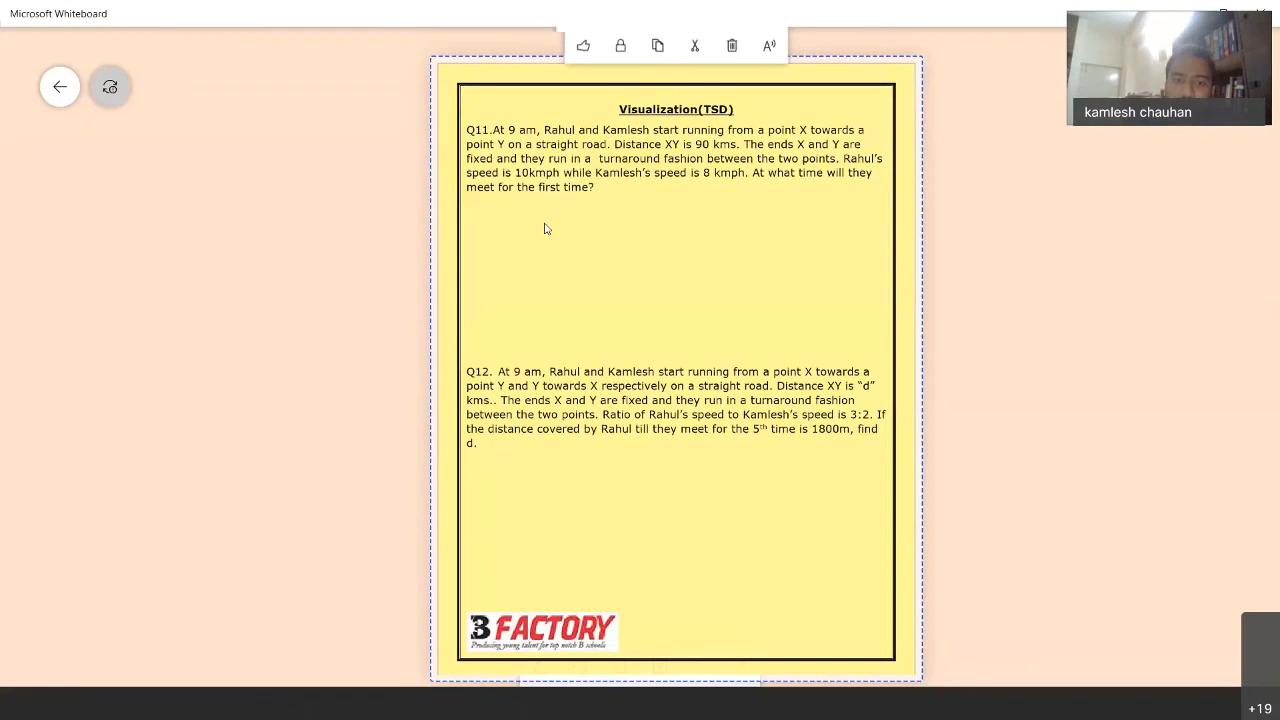 Microsoft Whiteboard
kamlesh chauhan
Visualization(TSD)
Q11.At 9 am, Rahul and Kamlesh start running from a point X towards a
point Y on a straight road. Distance XY is 90 kms. The ends X and Y are
fixed and they run in a turnaround fashion between the two points. Rahul's
speed is 10kmph while Kamlesh's speed is 8 kmph. At what time will they
meet for the first time?
Q12. At 9 am, Rahul and Kamlesh start running from a point X towards a
point Y and Y towards X respectively on a straight road. Distance XY is "d"
kms.. The ends X and Y are fixed and they run in a turnaround fashion
between the two points. Ratio of Rahul's speed to Kamlesh's speed is 3:2. If
the distance covered by Rahul till they meet for the 5th time is 1800m, find
d.
B FACTORY
Producing young talent for top notch B schools
+19